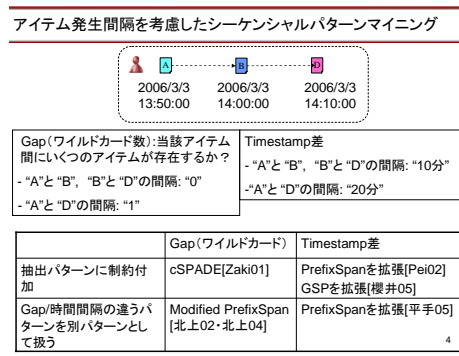 アイテム発生間隔を考慮したシーケンシャルパターンマイニング
A
B
D
2006/3/3
13:50:00
2006/3/3
14:00:00
2006/3/3
14:10:00
Gap(ワイルドカード数):当該アイテム
間にいくつのアイテムが存在するか？
- “A”と “B”, “B”と “D”の間隔: “0”
- “A”と “D”の間隔: “1”
Timestamp差
- “A”と “B”, “B”と “D”の間隔: “10分”
-“A”と “D”の間隔: “20分”
Gap(ワイルドカード)
Timestamp差
抽出パターンに制約付
加
cSPADE[Zaki01]
PrefixSpanを拡張[Pei02]
GSPを拡張[櫻井05]
Gap/時間間隔の違うパ
ターンを別パターンとし
て扱う
Modified PrefixSpan
[北上02・北上04]
PrefixSpanを拡張[平手05]
4